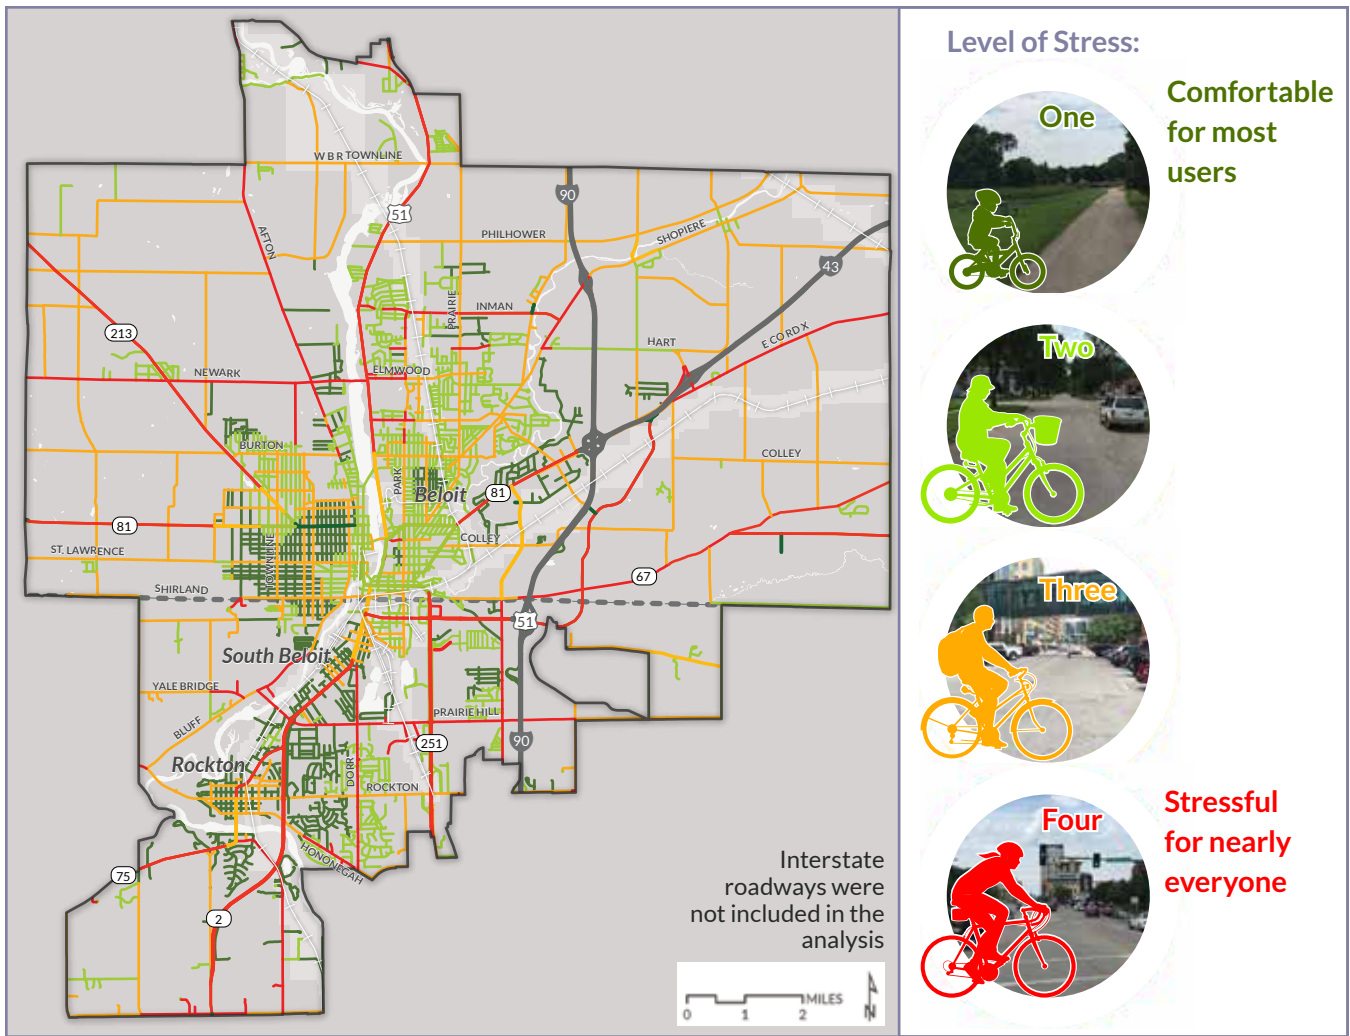 W B R TOWNLINE
90
51
AFTON
PHILHOWER
SHOPIERE
43
PRAIRIE
INMAN
213
E CO RD X
HART
NEWARK
ELMWOOD
BURTON
COLLEY
PARK
Beloit
81
81
TOWNLINE
COLLEY
ST. LAWRENCE
67
SHIRLAND
51
South Beloit
YALE BRIDGE
BLUFF
PRAIRIE HILL
90
251
Rockton
DORR
ROCKTON
HONONEGAH
75
2
Interstate
roadways were
not included in the
analysis
MILES
0 1 2
N
Level of Stress:
Comfortable
for most
users
One
Two
Three
Four
Stressful
for nearly
everyone